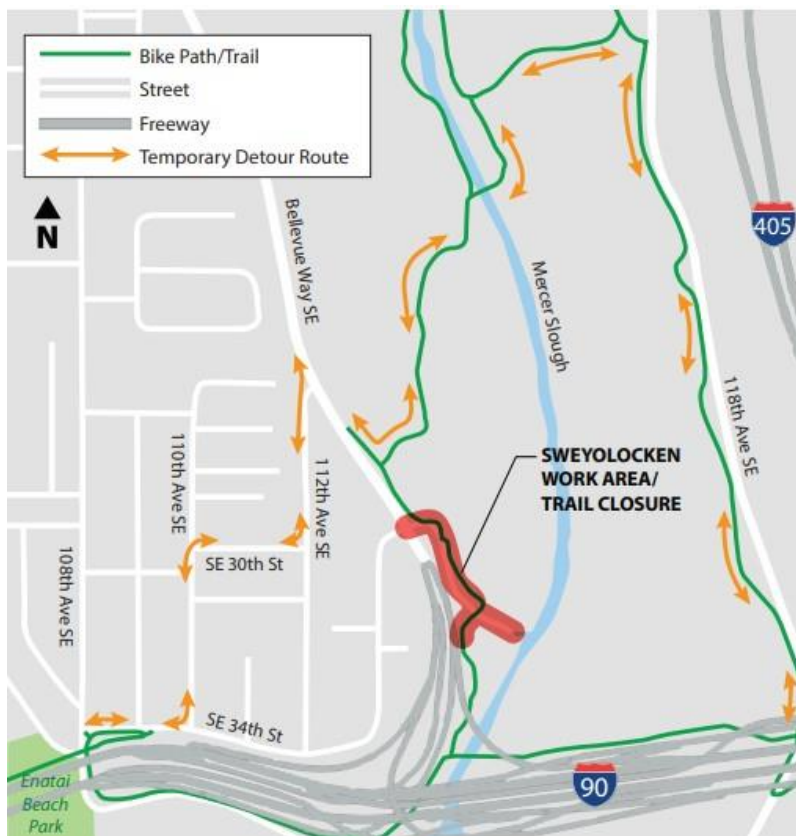 Bike Path/Trail
Street
Freeway
Temporary Detour Route
N
405
Bellevue Way SE
Mercer Slough
118th Ave SE
110th Ave SE
112th Ave SE
SWEYOLOCKEN
WORK AREA/
TRAIL CLOSURE
108th Ave SE
SE 30th St
SE 34th St
Enatai
Beach
Park
90